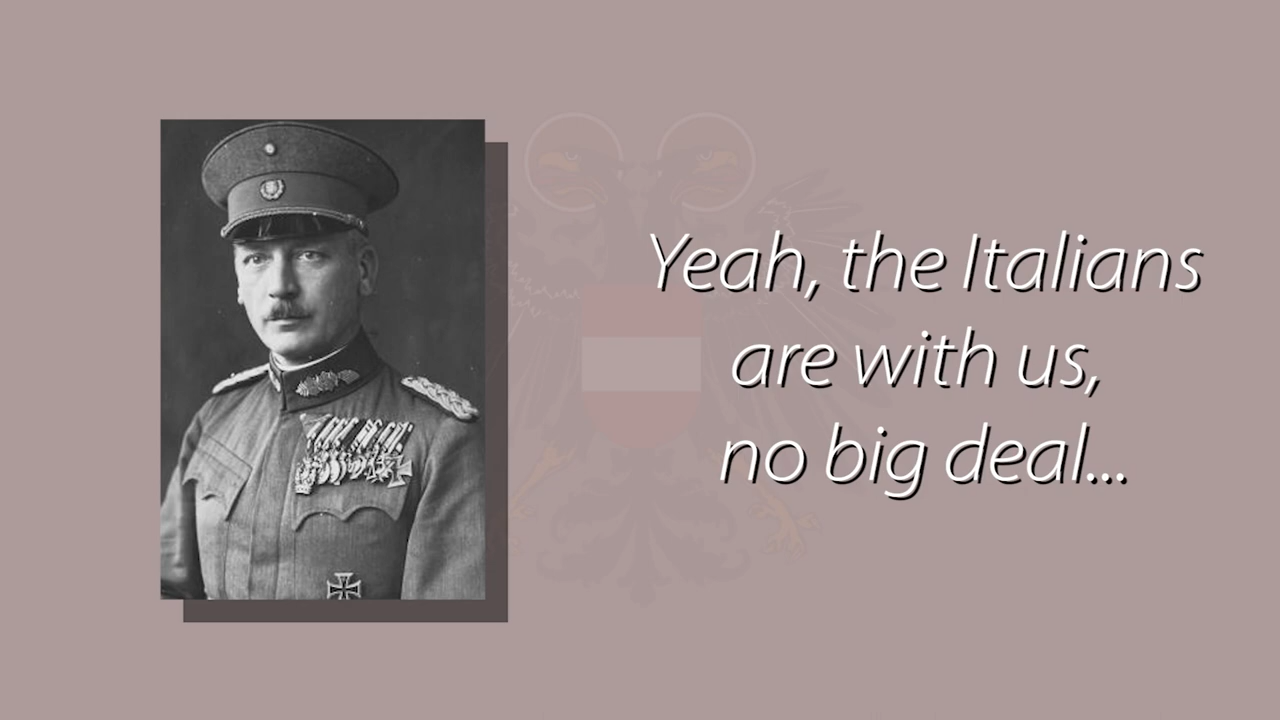 Yeah, the Italians
are with us,
no big deal...